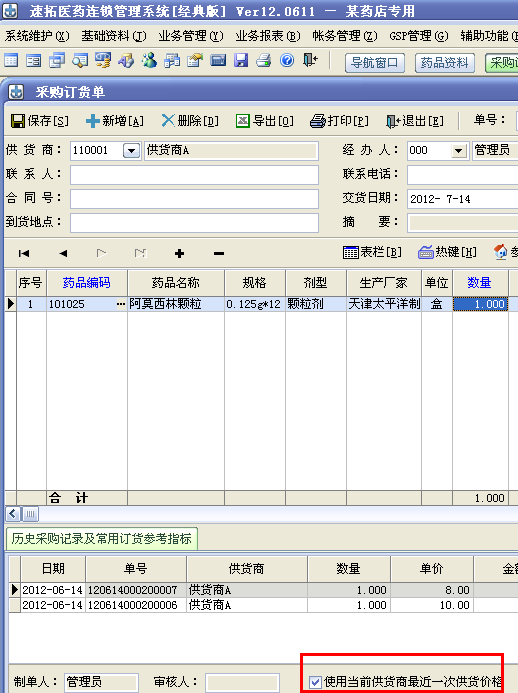 速拓医药连锁管理系统[经典版] Ver12.0611 — 某药店专用
系统维护(X) 基础资料(J) 业务管理(Y) 业务报表(B) 帐务管理(Z) GSP管理(G) 辅助功能(
导航窗口 药品资料 采购订
采购订货单
保存[S] 新增[A] 删除[D] 导出[O] 打印[P] 退出[E] 单号：
供 货 商： 110001 供货商A 经 办 人： 000 管理员
联 系 人： 联系电话：
合 同 号： 交货日期： 2012- 7-14
到货地点： 摘 要：
表栏[B] 热键[H] 参
序号 药品编码 药品名称 规格 剂型 生产厂家 单位 数量
1 101025 ··· 阿莫西林颗粒 0.125g*12 颗粒剂 天津太平洋制 盒 1.000
合 计 1.000
历史采购记录及常用订货参考指标
日期 单号 供货商 数量 单价 金
2012-06-14 120614000200007 供货商A 1.000 8.00
2012-06-14 120614000200006 供货商A 1.000 10.00
制单人： 管理员 审核人： 使用当前供货商最近一次供货价格